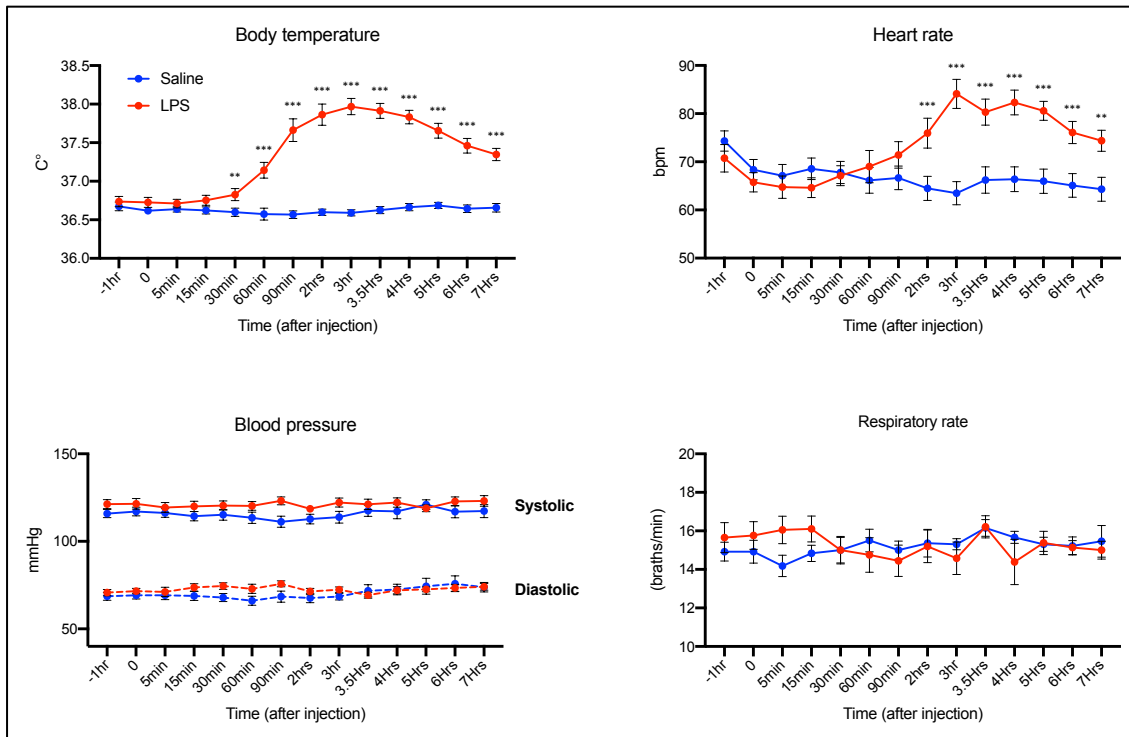 Body temperature
38.5
38.0
37.5
37.0
36.5
36.0
C°
Saline
LPS
**
***
***
***
***
***
***
***
***
***
-1hr
0
5min
15min
30min
60min
90min
2hrs
3hr
3.5Hrs
4Hrs
5Hrs
6Hrs
7Hrs
Time (after injection)
Heart rate
90
80
70
60
50
bpm
***
***
***
***
***
***
**
-1hr
0
5min
15min
30min
60min
90min
2hrs
3hr
3.5Hrs
4Hrs
5Hrs
6Hrs
7Hrs
Time (after injection)
Blood pressure
150
100
50
mmHg
Systolic
Diastolic
-1hr
0
5min
15min
30min
60min
90min
2hrs
3hr
3.5Hrs
4Hrs
5Hrs
6Hrs
7Hrs
Time (after injection)
Respiratory rate
20
18
16
14
12
10
(braths/min)
-1hr
0
5min
15min
30min
60min
90min
2hrs
3hr
3.5Hrs
4Hrs
5Hrs
6Hrs
7Hrs
Time (after injection)